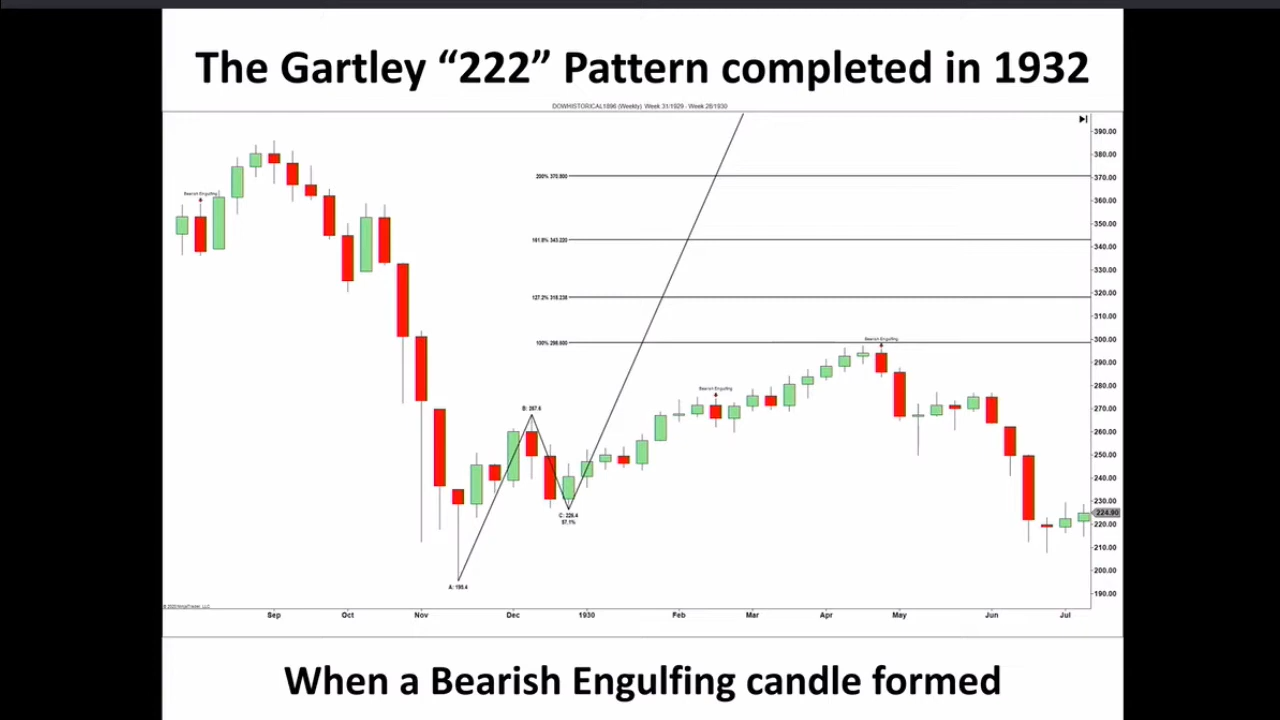 The Gartley “222” Pattern completed in 1932
DOWHISTORICAL1896 (Weekly) Week 31/1929 - Week 28/1930
390.00
380.00
370.00
360.00
350.00
340.00
330.00
320.00
310.00
300.00
290.00
280.00
270.00
260.00
250.00
240.00
230.00
224.90
220.00
210.00
200.00
190.00
Bearish Engulfing
200% 370.800
161.8% 343.220
127.2% 318.238
100% 298.600
Bearish Engulfing
Bearish Engulfing
B: 267.6
C: 226.4
57.1%
A: 195.4
Sep Oct Nov Dec 1930 Feb Mar Apr May Jun Jul
When a Bearish Engulfing candle formed